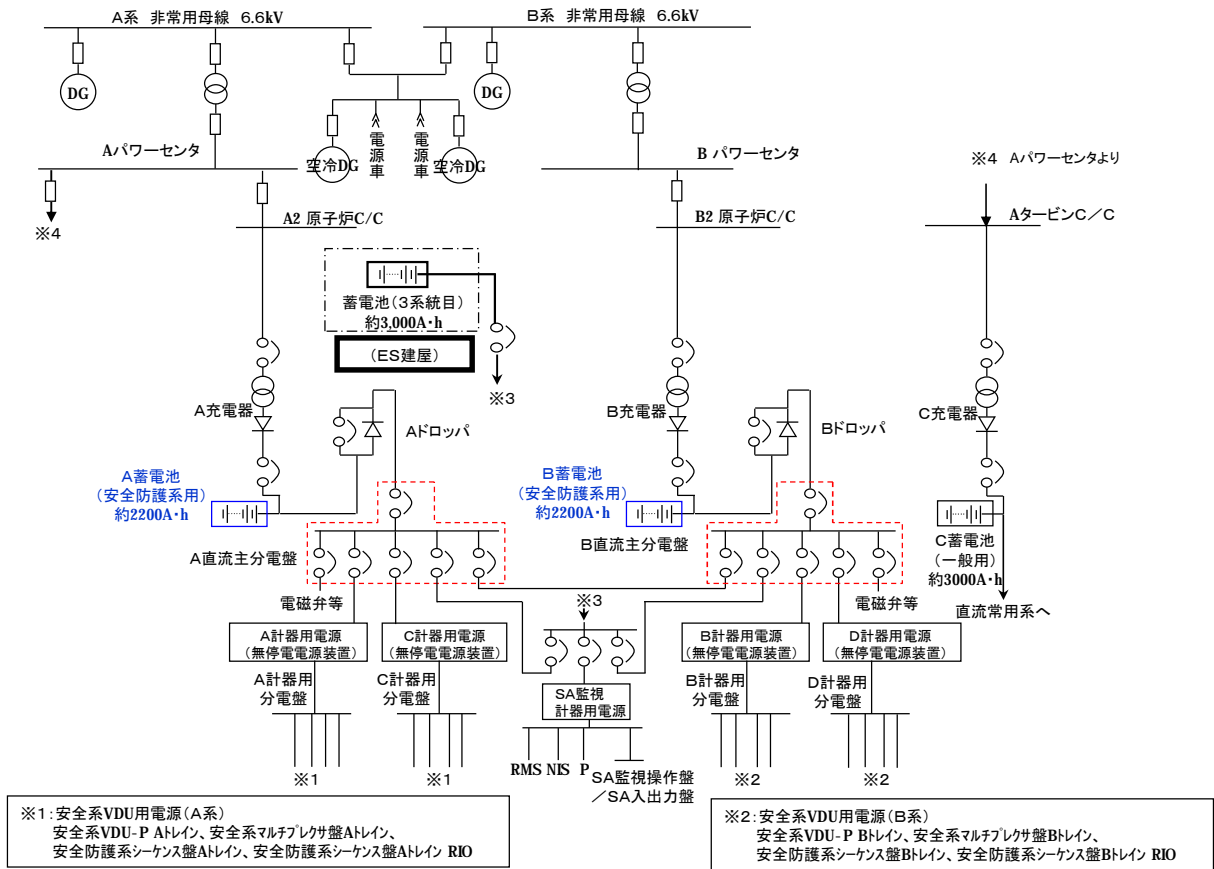 A系 非常用母線 6.6kV
B系 非常用母線 6.6kV
DG
DG
電源車
電源車
空冷DG
空冷DG
Aパワーセンタ
B パワーセンタ
※4 Aパワーセンタより
※4
A2 原子炉C/C
B2 原子炉C/C
AタービンC／C
蓄電池(3系統目)
約3,000A・h
(ES建屋)
※3
A充電器
Aドロッパ
B充電器
Bドロッパ
C充電器
A蓄電池
(安全防護系用)
約2200A・h
B蓄電池
(安全防護系用)
約2200A・h
C蓄電池
(一般用)
約3000A・h
A直流主分電盤
B直流主分電盤
電磁弁等
※3
電磁弁等
直流常用系へ
A計器用電源
(無停電電源装置)
C計器用電源
(無停電電源装置)
B計器用電源
(無停電電源装置)
D計器用電源
(無停電電源装置)
A計器用
分電盤
C計器用
分電盤
SA監視
計器用電源
B計器用
分電盤
D計器用
分電盤
RMS NIS P
SA監視操作盤
／SA入出力盤
※1
※1
※2
※2
※1:安全系VDU用電源(A系)
安全系VDU-P Aトレイン、安全系マルチプレクサ盤Aトレイン、
安全防護系シーケンス盤Aトレイン、安全防護系シーケンス盤Aトレイン RIO
※2:安全系VDU用電源(B系)
安全系VDU-P Bトレイン、安全系マルチプレクサ盤Bトレイン、
安全防護系シーケンス盤Bトレイン、安全防護系シーケンス盤Bトレイン RIO